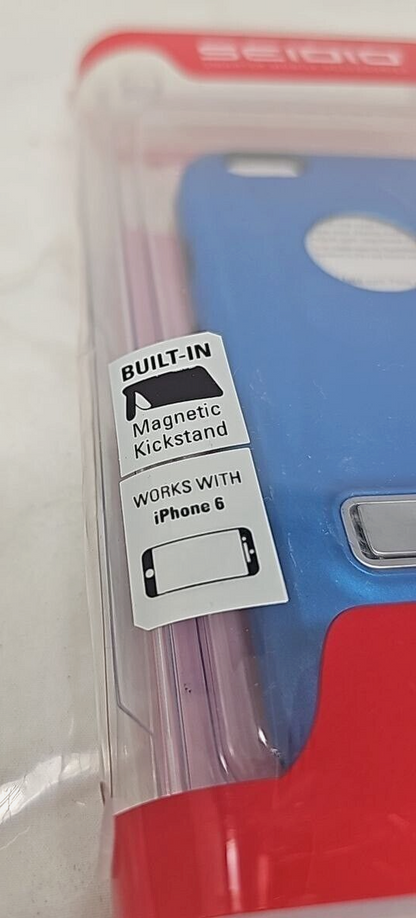 SEIDIO
BUILT-IN
Magnetic
Kickstand
WORKS WITH
iPhone 6